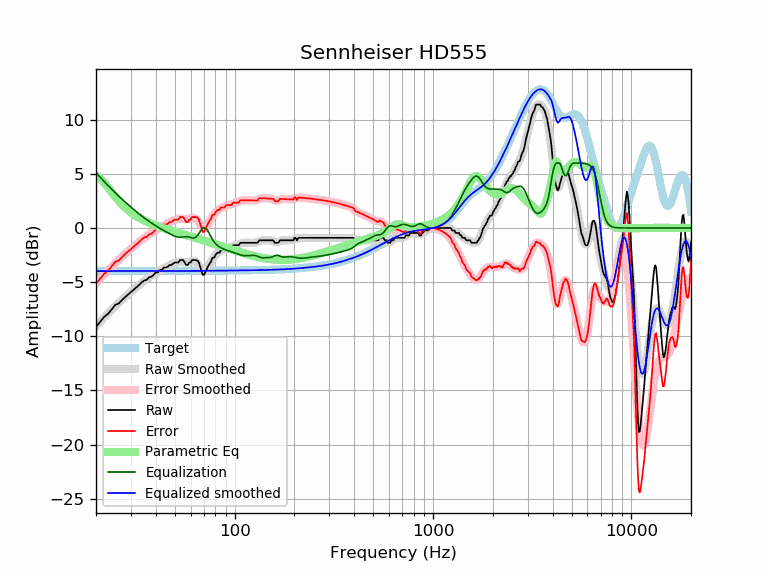 Sennheiser HD555
10
5
0
−5
−10
−15
−20
−25
Amplitude (dBr)
Target
Raw Smoothed
Error Smoothed
Raw
Error
Parametric Eq
Equalization
Equalized smoothed
100 1000 10000
Frequency (Hz)